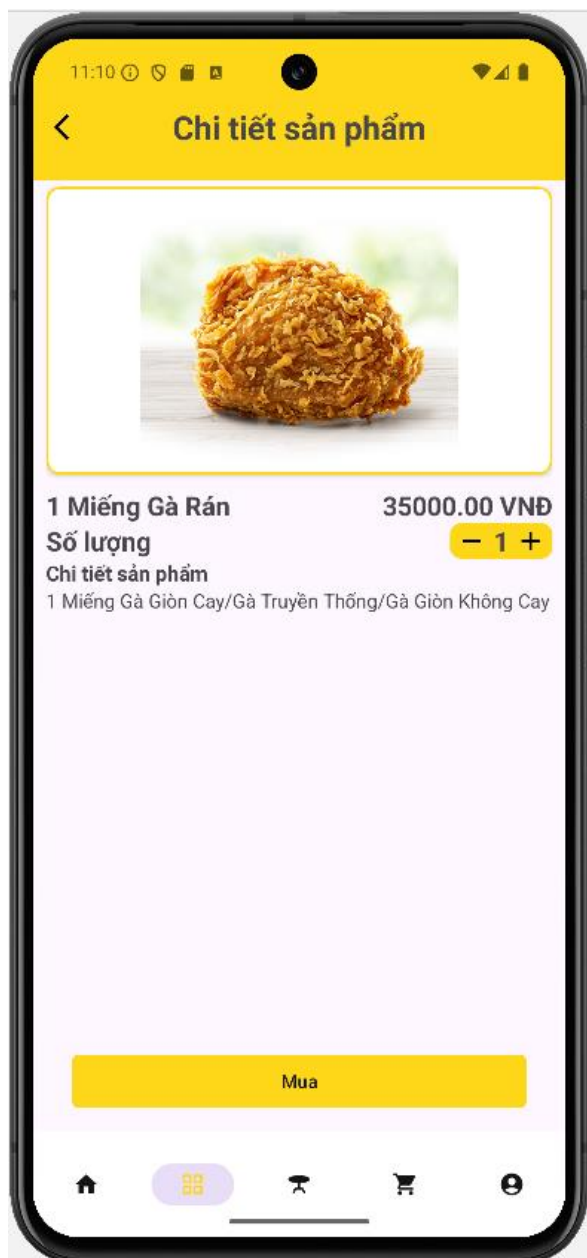 11:10
Chi tiết sản phẩm
1 Miếng Gà Rán 35000.00 VNĐ
Số lượng − 1 +
Chi tiết sản phẩm
1 Miếng Gà Giòn Cay/Gà Truyền Thống/Gà Giòn Không Cay
Mua